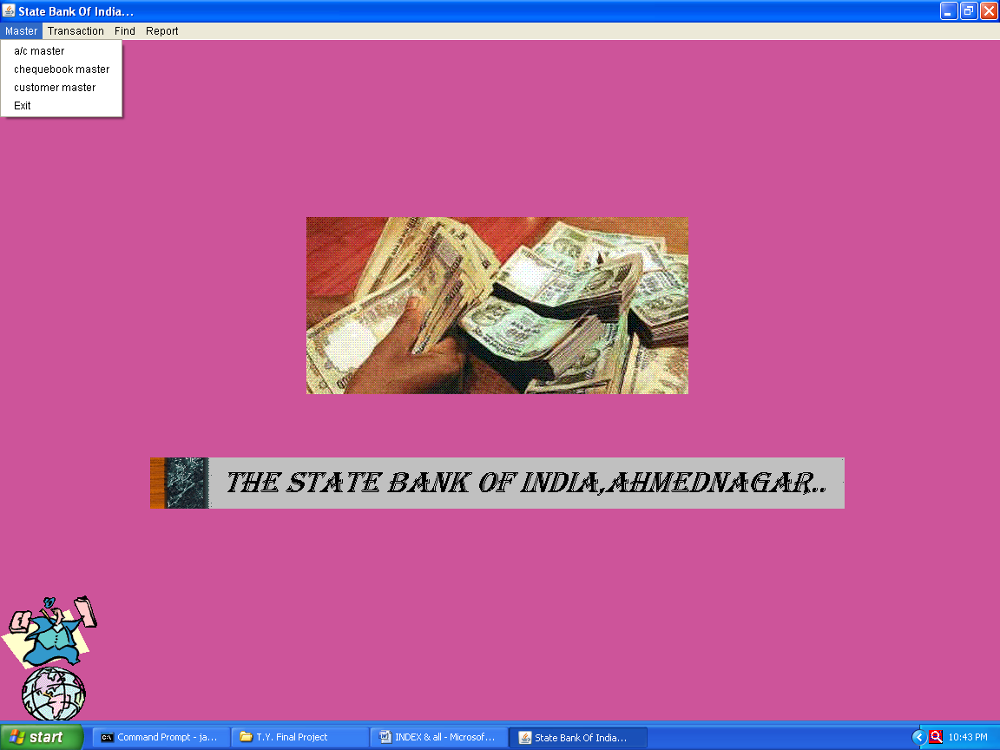 State Bank Of India...
Master Transaction Find Report
a/c master
chequebook master
customer master
Exit
THE STATE BANK OF INDIA,AHMEDNAGAR..
start
Command Prompt - ja...
T.Y. Final Project
INDEX & all - Microsof...
State Bank Of India...
10:43 PM